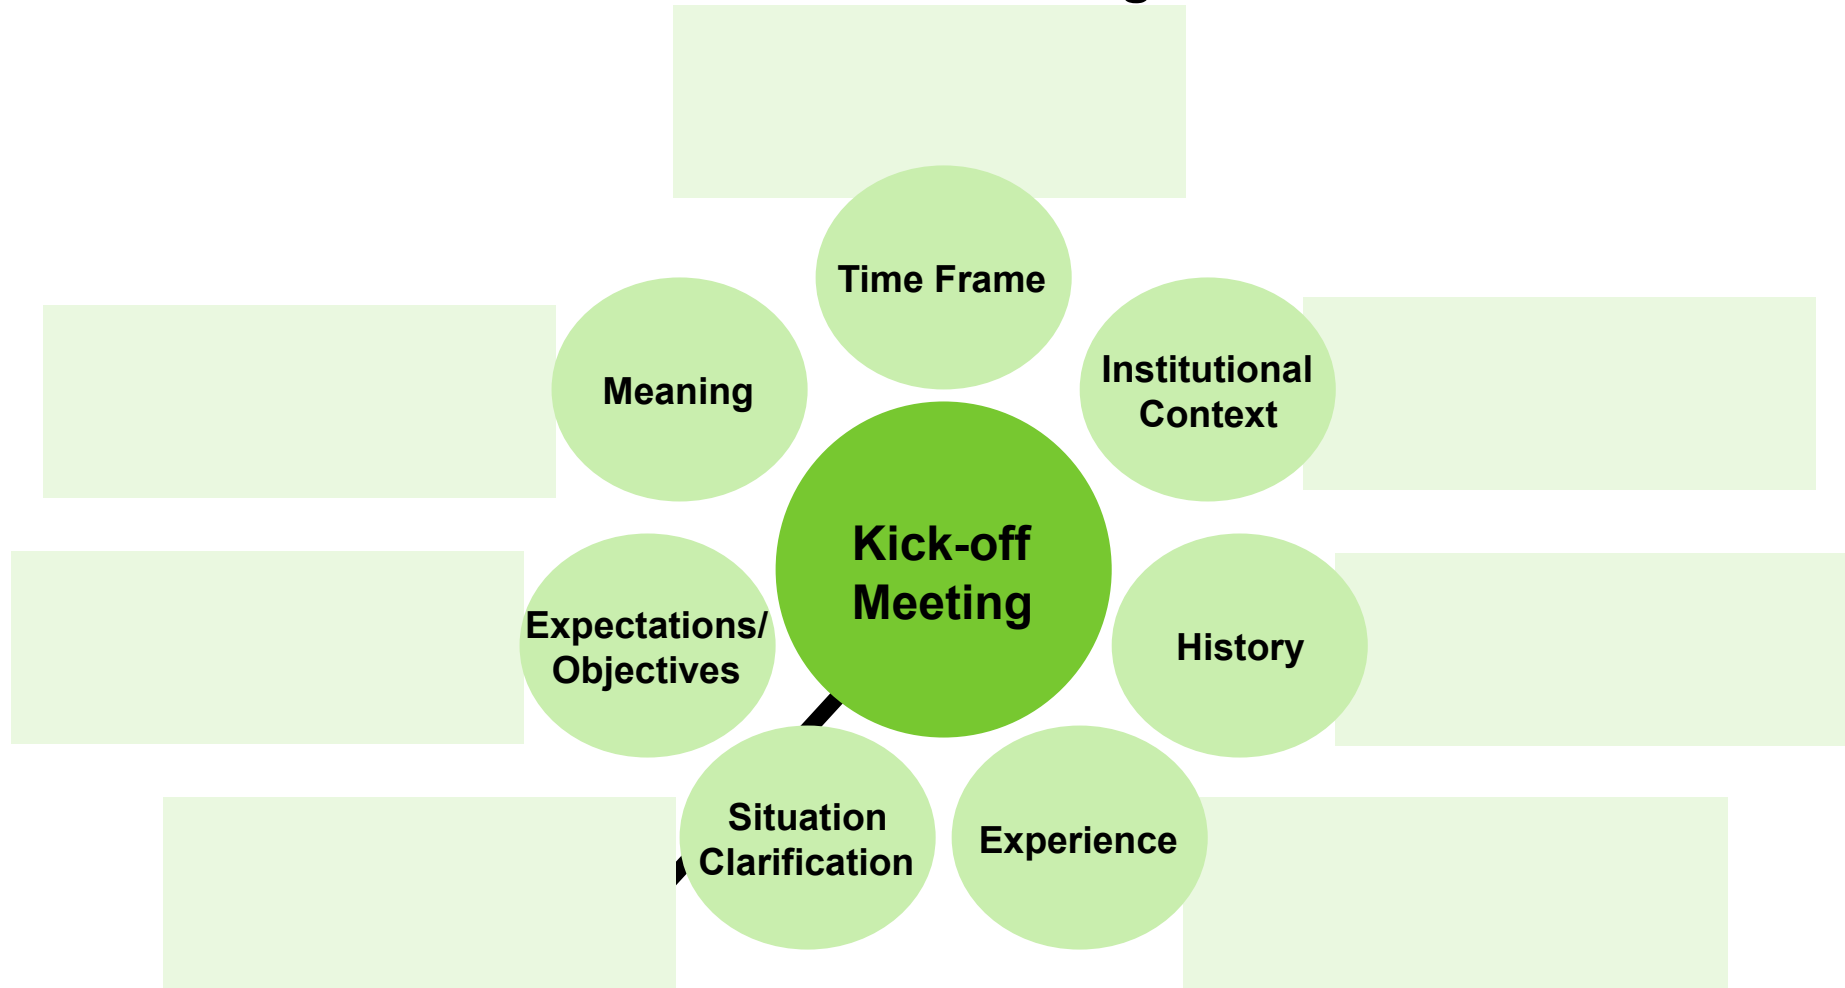 Time Frame
Institutional
Context
Meaning
Kick-off
Meeting
Expectations/
Objectives
History
Situation
Clarification
Experience